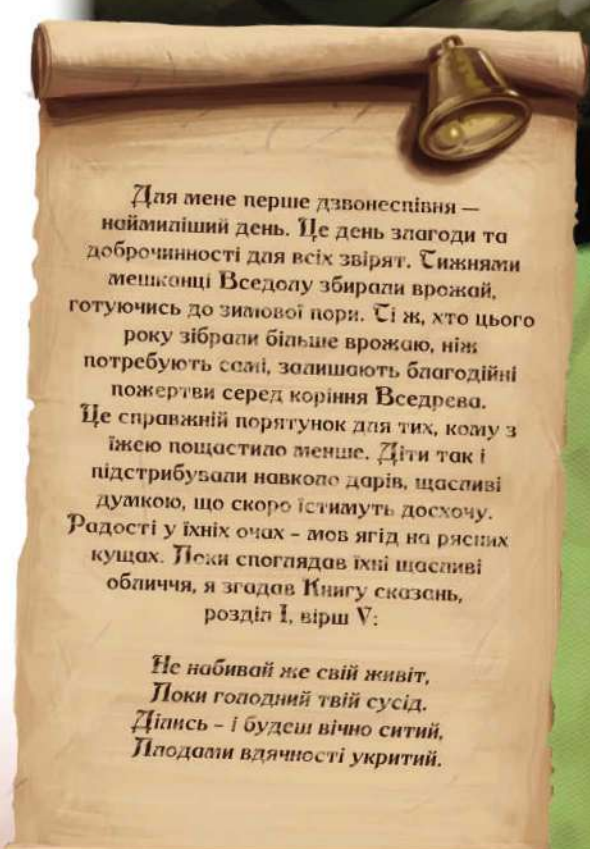 Для мене перше дзвонеспівня —
наймиліший день. Це день злагоди та
доброчинності для всіх звірят. Тижнями
мешканці Вседолу збирали врожай,
готуючись до зимової пори. Ті ж, хто цього
року зібрали більше врожаю, ніж
потребують самі, залишають благодійні
пожертви серед коріння Вседрева.
Це справжній порятунок для тих, кому з
їжею пощастило менше. Діти так і
підстрибували навколо дарів, щасливі
думкою, що скоро їстимуть досхочу.
Радості у їхніх очах - мов ягід на рясних
кущах. Поки споглядав їхні щасливі
обличчя, я згадав Книгу сказань,
розділ I, вірш V:

Не набивай же свій живіт,
Поки голодний твій сусід.
Ділись - і будеш вічно ситий,
Плодами вдячності укритий.